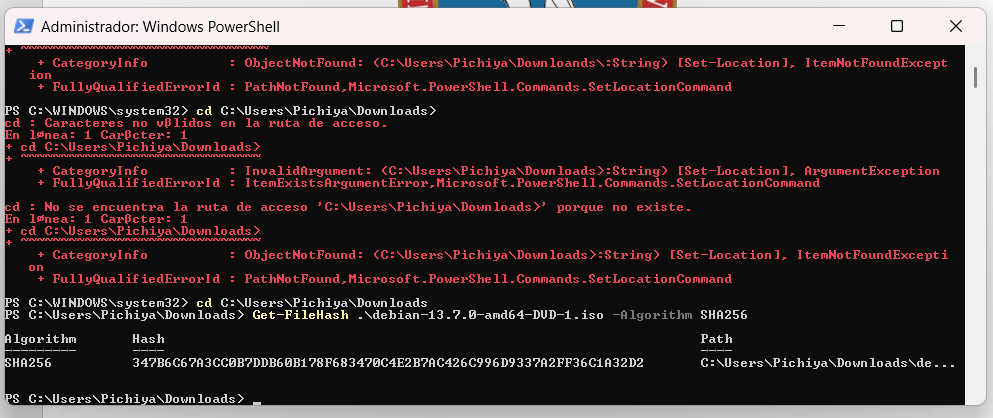 Administrador: Windows PowerShell
+ ~~~~~~~~~~~~~~~~~~~~~~~~~~~~~~~
    + CategoryInfo          : ObjectNotFound: (C:\Users\Pichiya\Downloands\:String) [Set-Location], ItemNotFoundExcept
   ion
    + FullyQualifiedErrorId : PathNotFound,Microsoft.PowerShell.Commands.SetLocationCommand
PS C:\WINDOWS\system32> cd C:\Users\Pichiya\Downloads>
cd : Caracteres no vβlidos en la ruta de acceso.
En lønea: 1 Carβcter: 1
+ cd C:\Users\Pichiya\Downloads>
+ ~~~~~~~~~~~~~~~~~~~~~~~~~~~~~~
    + CategoryInfo          : InvalidArgument: (C:\Users\Pichiya\Downloads>:String) [Set-Location], ArgumentException
    + FullyQualifiedErrorId : ItemExistsArgumentError,Microsoft.PowerShell.Commands.SetLocationCommand
cd : No se encuentra la ruta de acceso 'C:\Users\Pichiya\Downloads>' porque no existe.
En lønea: 1 Carβcter: 1
+ cd C:\Users\Pichiya\Downloads>
+ ~~~~~~~~~~~~~~~~~~~~~~~~~~~~~~
    + CategoryInfo          : ObjectNotFound: (C:\Users\Pichiya\Downloads>:String) [Set-Location], ItemNotFoundExcepti
   on
    + FullyQualifiedErrorId : PathNotFound,Microsoft.PowerShell.Commands.SetLocationCommand
PS C:\WINDOWS\system32> cd C:\Users\Pichiya\Downloads
PS C:\Users\Pichiya\Downloads> Get-FileHash .\debian-13.7.0-amd64-DVD-1.iso -Algorithm SHA256
Algorithm       Hash                                                                   Path
---------       ----                                                                   ----
SHA256          347B6C67A3CC0B7DDB60B178F683470C4E2B7AC426C996D9337A2FF36C1A32D2       C:\Users\Pichiya\Downloads\de...
PS C:\Users\Pichiya\Downloads>